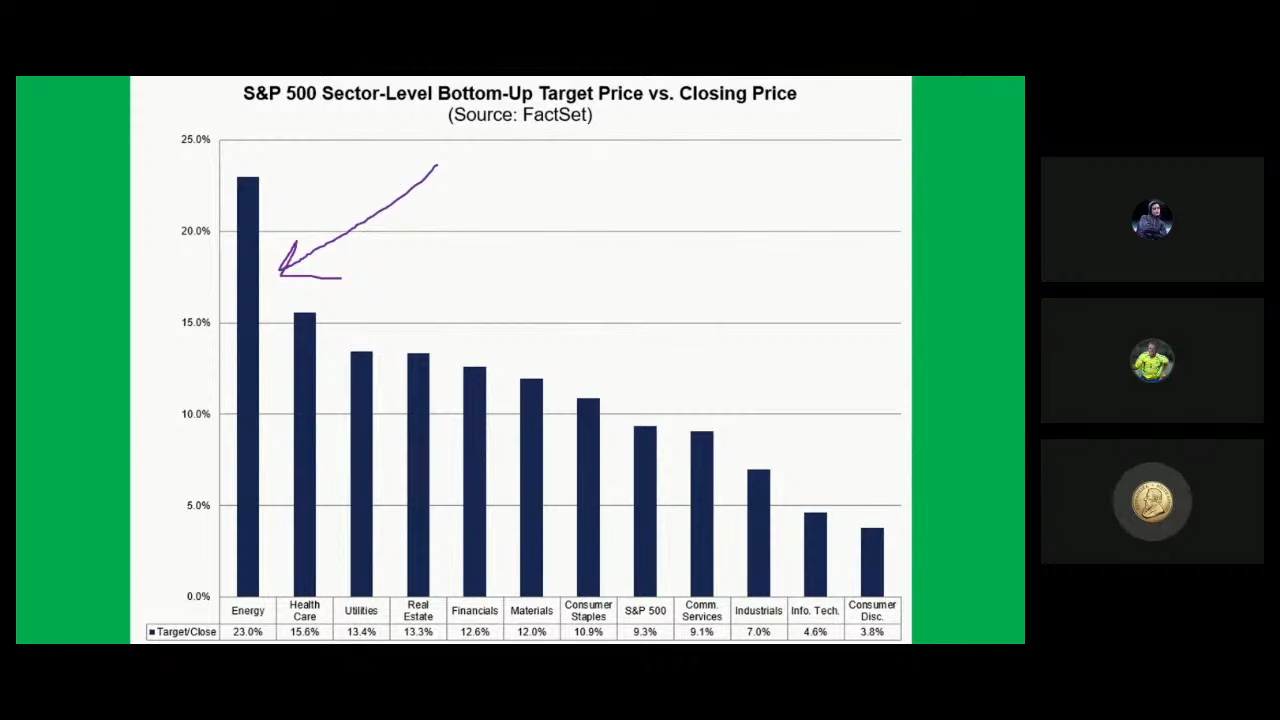 S&P 500 Sector-Level Bottom-Up Target Price vs. Closing Price
(Source: FactSet)
25.0%
20.0%
15.0%
10.0%
5.0%
0.0%
Energy Health Care Utilities Real Estate Financials Materials Consumer Staples S&P 500 Comm. Services Industrials Info. Tech. Consumer Disc.
Target/Close 23.0% 15.6% 13.4% 13.3% 12.6% 12.0% 10.9% 9.3% 9.1% 7.0% 4.6% 3.8%